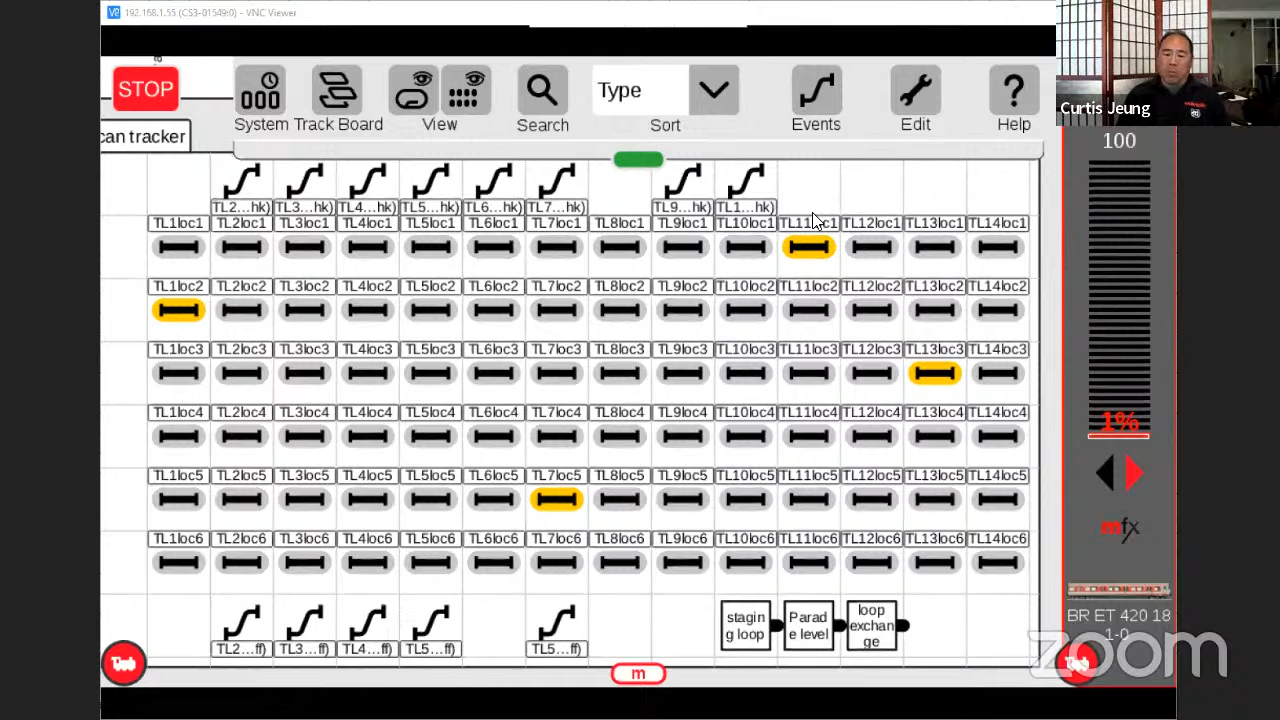 192.168.1.55 (CS3-01549:0) - VNC Viewer
Curtis Jeung
STOP
Type
System Track Board View Search Sort Events Edit Help
can tracker
100
TL2...hk) TL3...hk) TL4...hk) TL5...hk) TL6...hk) TL7...hk) TL9...hk) TL1...hk)
TL1loc1 TL2loc1 TL3loc1 TL4loc1 TL5loc1 TL6loc1 TL7loc1 TL8loc1 TL9loc1 TL10loc1 TL11loc1 TL12loc1 TL13loc1 TL14loc1
TL1loc2 TL2loc2 TL3loc2 TL4loc2 TL5loc2 TL6loc2 TL7loc2 TL8loc2 TL9loc2 TL10loc2 TL11loc2 TL12loc2 TL13loc2 TL14loc2
TL1loc3 TL2loc3 TL3loc3 TL4loc3 TL5loc3 TL6loc3 TL7loc3 TL8loc3 TL9loc3 TL10loc3 TL11loc3 TL12loc3 TL13loc3 TL14loc3
TL1loc4 TL2loc4 TL3loc4 TL4loc4 TL5loc4 TL6loc4 TL7loc4 TL8loc4 TL9loc4 TL10loc4 TL11loc4 TL12loc4 TL13loc4 TL14loc4
1%
TL1loc5 TL2loc5 TL3loc5 TL4loc5 TL5loc5 TL6loc5 TL7loc5 TL8loc5 TL9loc5 TL10loc5 TL11loc5 TL12loc5 TL13loc5 TL14loc5
mfx
TL1loc6 TL2loc6 TL3loc6 TL4loc6 TL5loc6 TL6loc6 TL7loc6 TL8loc6 TL9loc6 TL10loc6 TL11loc6 TL12loc6 TL13loc6 TL14loc6
stagin
g loop
Parad
e level
loop
exchan
ge
BR ET 420 18
1-0
TL2...ff) TL3...ff) TL4...ff) TL5...ff) TL5...ff)
m
zoom